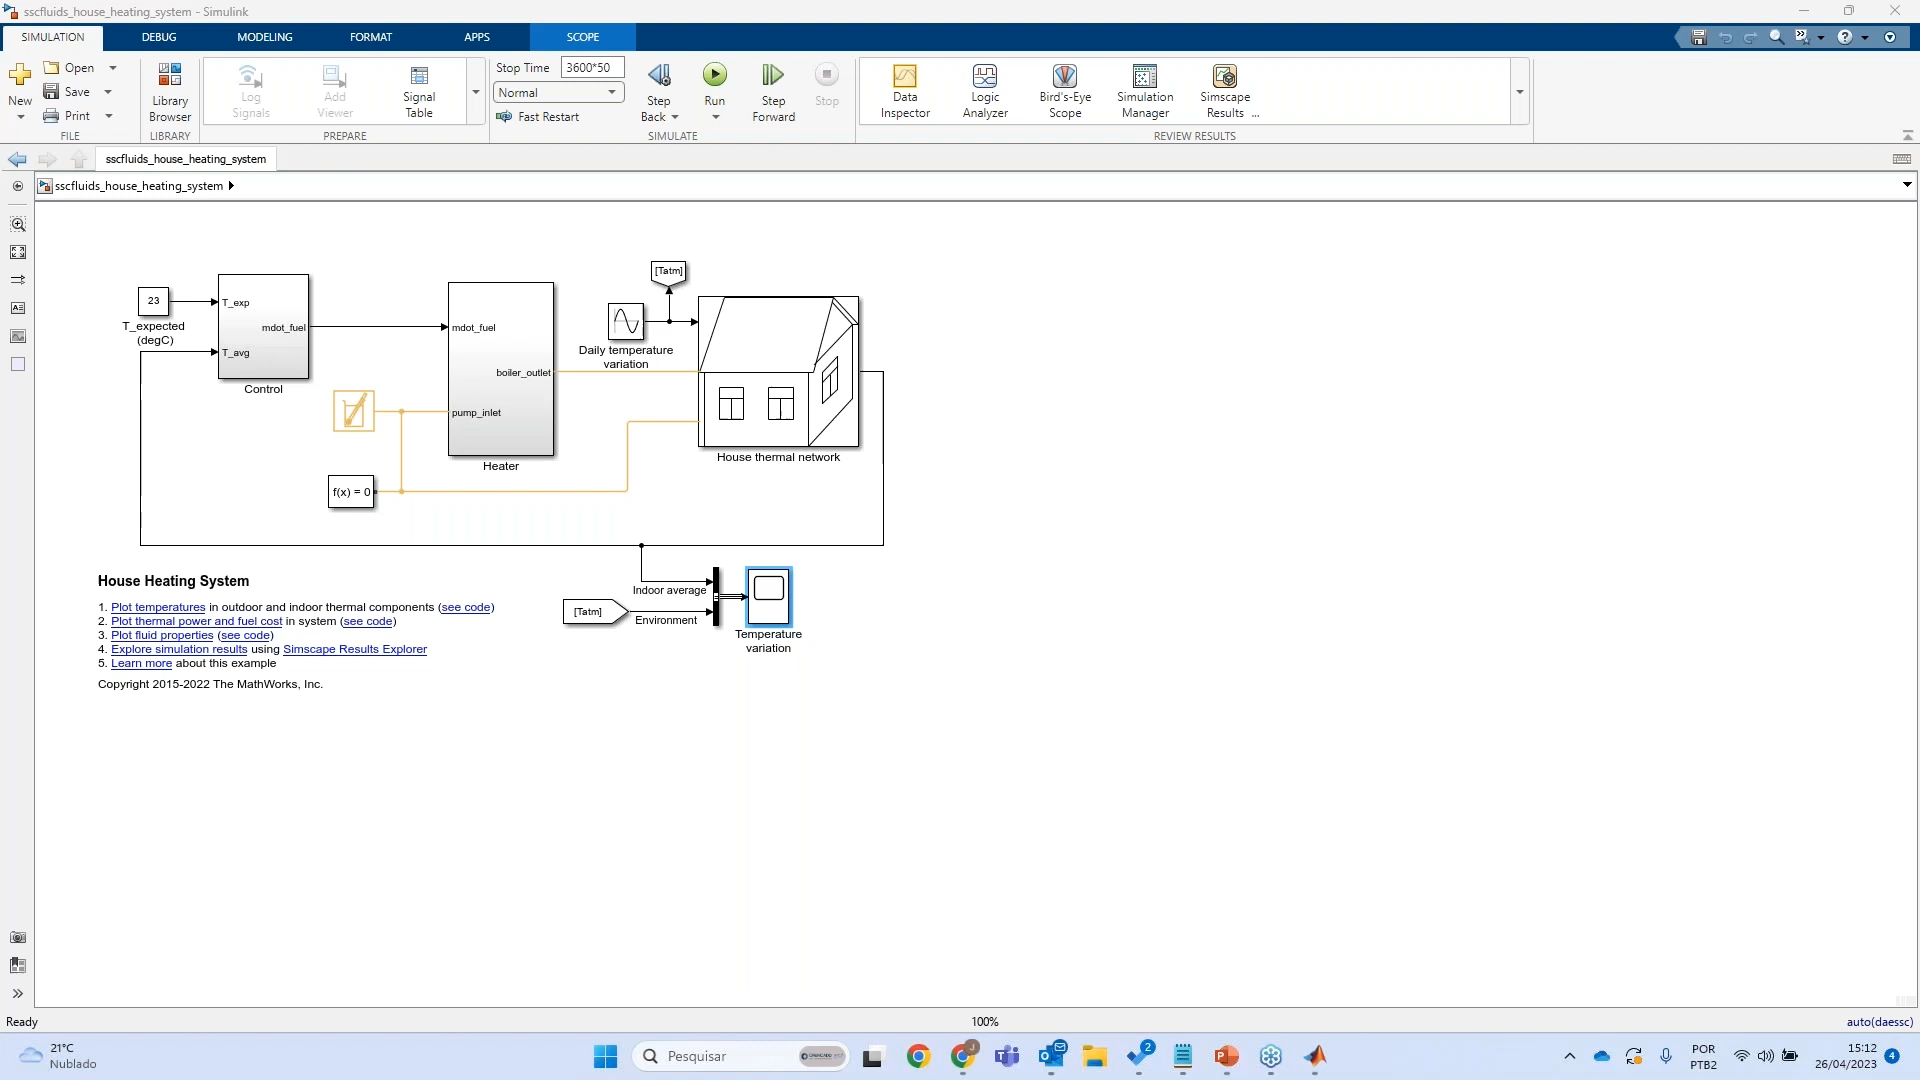 sscfluids_house_heating_system - Simulink
SIMULATION DEBUG MODELING FORMAT APPS SCOPE
New
Open
Save
Print
FILE
Library
Browser
LIBRARY
Log
Signals
Add
Viewer
Signal
Table
PREPARE
Stop Time 3600*50
Normal
Fast Restart
Step
Back
Run
Step
Forward
Stop
SIMULATE
Data
Inspector
Logic
Analyzer
Bird's-Eye
Scope
Simulation
Manager
Simscape
Results ...
REVIEW RESULTS
sscfluids_house_heating_system
sscfluids_house_heating_system
[Tatm]
23
T_expected
(degC)
T_exp
mdot_fuel
T_avg
Control
mdot_fuel
boiler_outlet
pump_inlet
Heater
Daily temperature
variation
House thermal network
f(x) = 0
Indoor average
[Tatm]
Environment
Temperature
variation
House Heating System
1. Plot temperatures in outdoor and indoor thermal components (see code)
2. Plot thermal power and fuel cost in system (see code)
3. Plot fluid properties (see code)
4. Explore simulation results using Simscape Results Explorer
5. Learn more about this example
Copyright 2015-2022 The MathWorks, Inc.
Ready
100%
auto(daessc)
21°C
Nublado
Pesquisar
2
POR
PTB2
15:12
26/04/2023
4